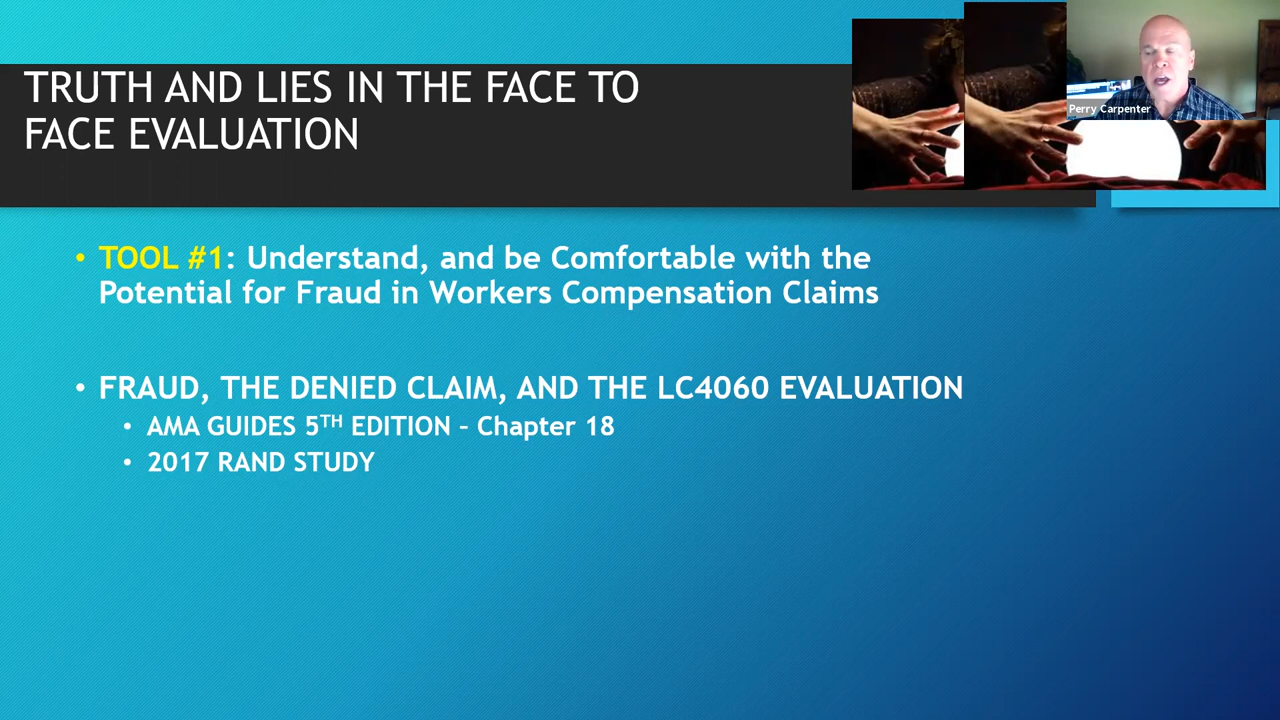 TRUTH AND LIES IN THE FACE TO
FACE EVALUATION
Perry Carpenter
• TOOL #1: Understand, and be Comfortable with the
Potential for Fraud in Workers Compensation Claims
• FRAUD, THE DENIED CLAIM, AND THE LC4060 EVALUATION
• AMA GUIDES 5TH EDITION – Chapter 18
• 2017 RAND STUDY